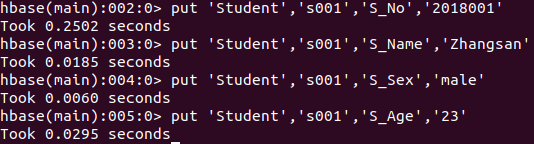 hbase(main):002:0> put 'Student','s001','S_No','2018001'
Took 0.2502 seconds
hbase(main):003:0> put 'Student','s001','S_Name','Zhangsan'
Took 0.0185 seconds
hbase(main):004:0> put 'Student','s001','S_Sex','male'
Took 0.0060 seconds
hbase(main):005:0> put 'Student','s001','S_Age','23'
Took 0.0295 seconds